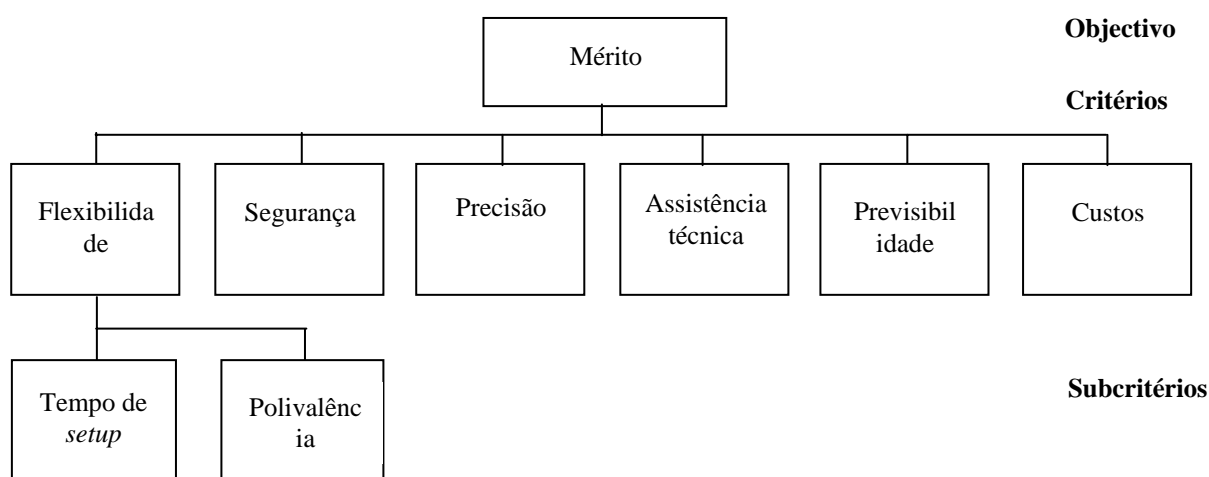 Objectivo
Mérito
Critérios
Flexibilida
de
Segurança
Precisão
Assistência
técnica
Previsibil
idade
Custos
Subcritérios
Tempo de
setup
Polivalênc
ia